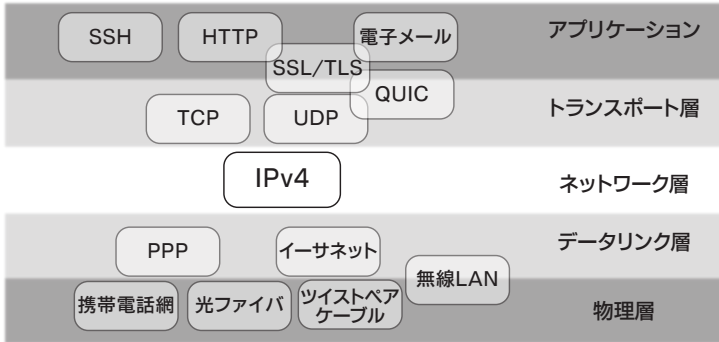 SSH
HTTP
電子メール
アプリケーション
SSL/TLS
QUIC
TCP
UDP
トランスポート層
IPv4
ネットワーク層
PPP
イーサネット
データリンク層
無線LAN
携帯電話網
光ファイバ
ツイストペア
ケーブル
物理層